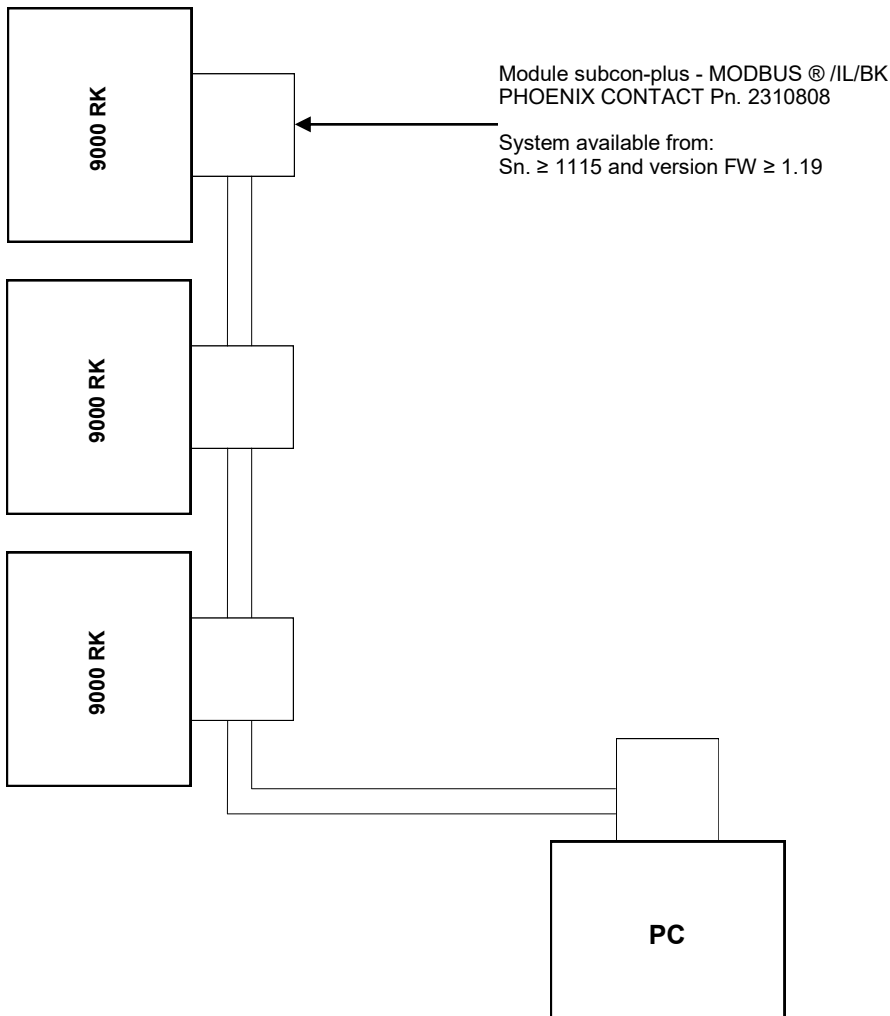 9000 RK
Module subcon-plus - MODBUS ® /IL/BK
PHOENIX CONTACT Pn. 2310808
System available from:
Sn. ≥ 1115 and version FW ≥ 1.19
9000 RK
9000 RK
PC